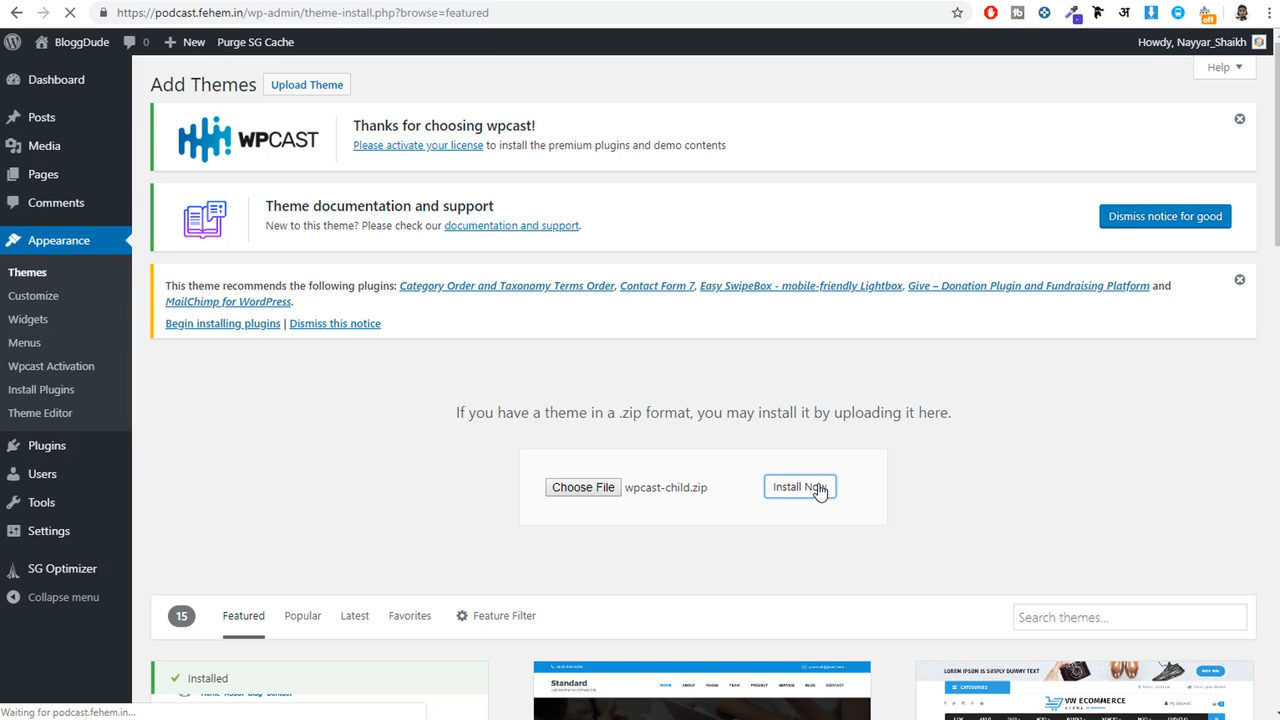 https://podcast.fehem.in/wp-admin/theme-install.php?browse=featured
BloggDude 0 New Purge SG Cache Howdy, Nayyar_Shaikh
Dashboard
Posts
Media
Pages
Comments
Appearance
Themes
Customize
Widgets
Menus
Wpcast Activation
Install Plugins
Theme Editor
Plugins
Users
Tools
Settings
SG Optimizer
Collapse menu
Help
Add Themes Upload Theme
WPCAST
Thanks for choosing wpcast!
Please activate your license to install the premium plugins and demo contents
Theme documentation and support
New to this theme? Please check our documentation and support.
Dismiss notice for good
This theme recommends the following plugins: Category Order and Taxonomy Terms Order, Contact Form 7, Easy SwipeBox - mobile-friendly Lightbox, Give – Donation Plugin and Fundraising Platform and
MailChimp for WordPress.
Begin installing plugins | Dismiss this notice
If you have a theme in a .zip format, you may install it by uploading it here.
Choose File wpcast-child.zip Install Now
15 Featured Popular Latest Favorites Feature Filter Search themes...
Installed
Standard
HOME ABOUT TEAM PROJECT SERVICE BLOG CONTACT
LOREM IPSUM IS SIMPLY DUMMY TEXT
CATEGORIES
VW ECOMMERCE
Waiting for podcast.fehem.in...